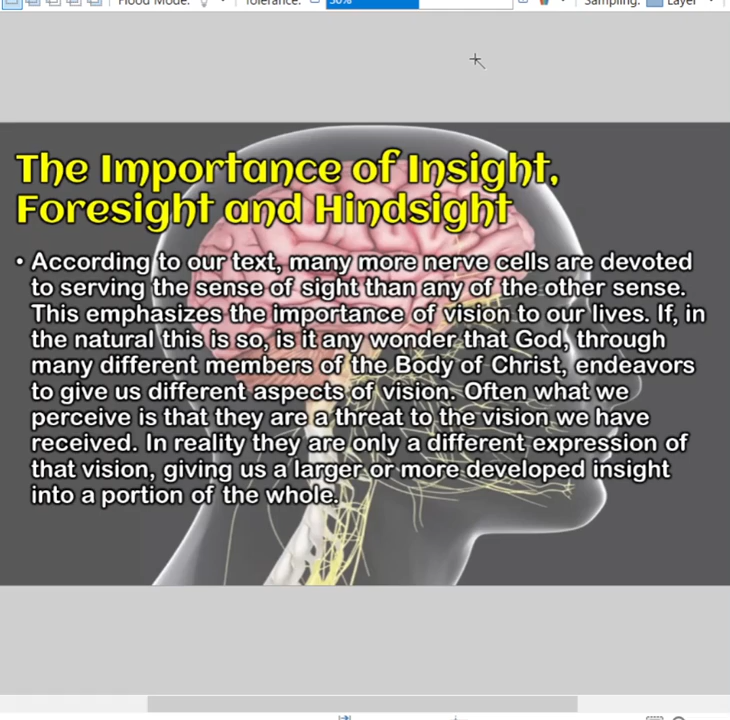 Flood Mode:
Tolerance:
50%
Sampling:
Layer
The Importance of Insight,
Foresight and Hindsight
• According to our text, many more nerve cells are devoted
to serving the sense of sight than any of the other sense.
This emphasizes the importance of vision to our lives. If, in
the natural this is so, is it any wonder that God, through
many different members of the Body of Christ, endeavors
to give us different aspects of vision. Often what we
perceive is that they are a threat to the vision we have
received. In reality they are only a different expression of
that vision, giving us a larger or more developed insight
into a portion of the whole.